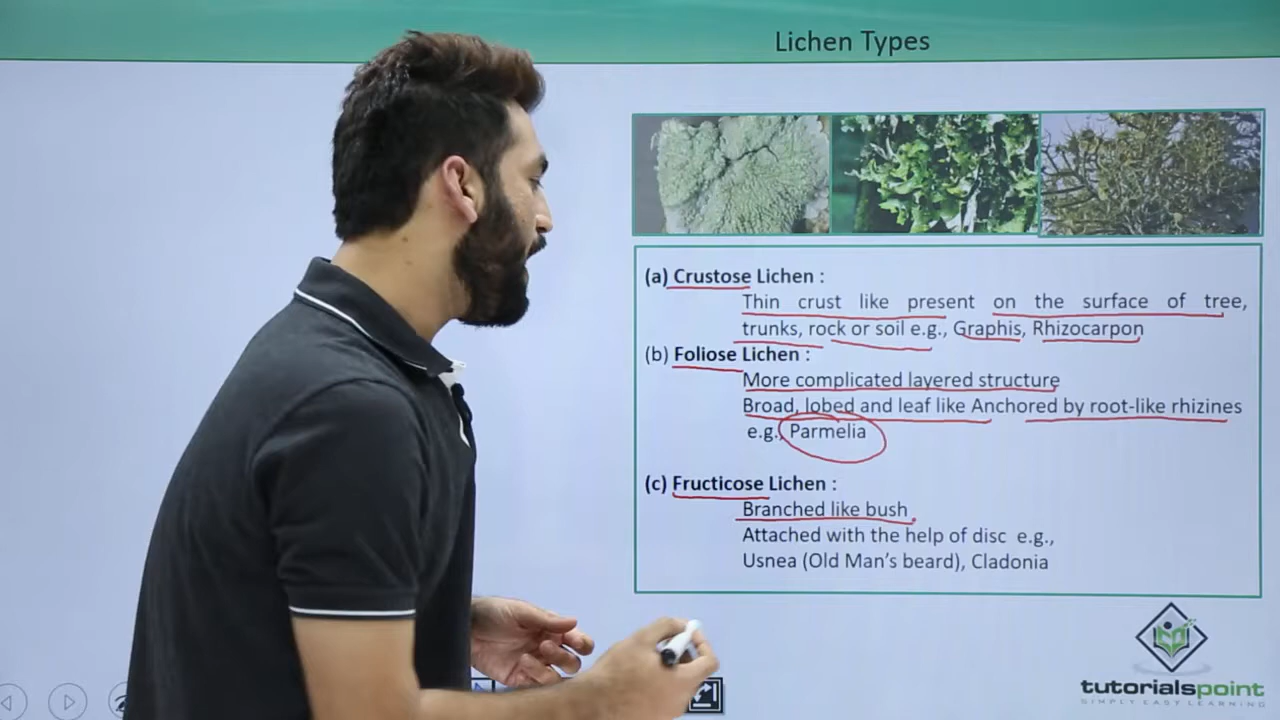 Lichen Types
(a) Crustose Lichen :
Thin crust like present on the surface of tree,
trunks, rock or soil e.g., Graphis, Rhizocarpon
(b) Foliose Lichen :
More complicated layered structure
Broad, lobed and leaf like Anchored by root-like rhizines
e.g., Parmelia
(c) Fructicose Lichen :
Branched like bush
Attached with the help of disc e.g.,
Usnea (Old Man's beard), Cladonia
tutorialspoint
SIMPLY EASY LEARNING